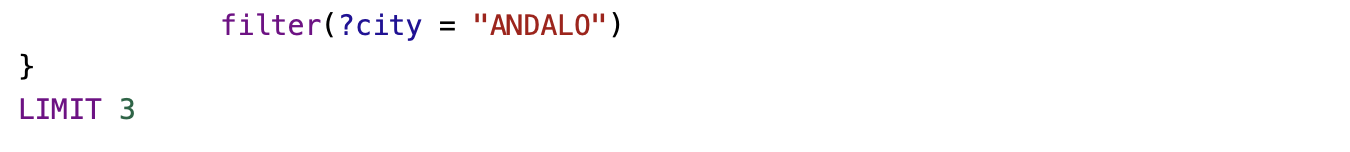 filter(?city = "ANDALO")
}
LIMIT 3